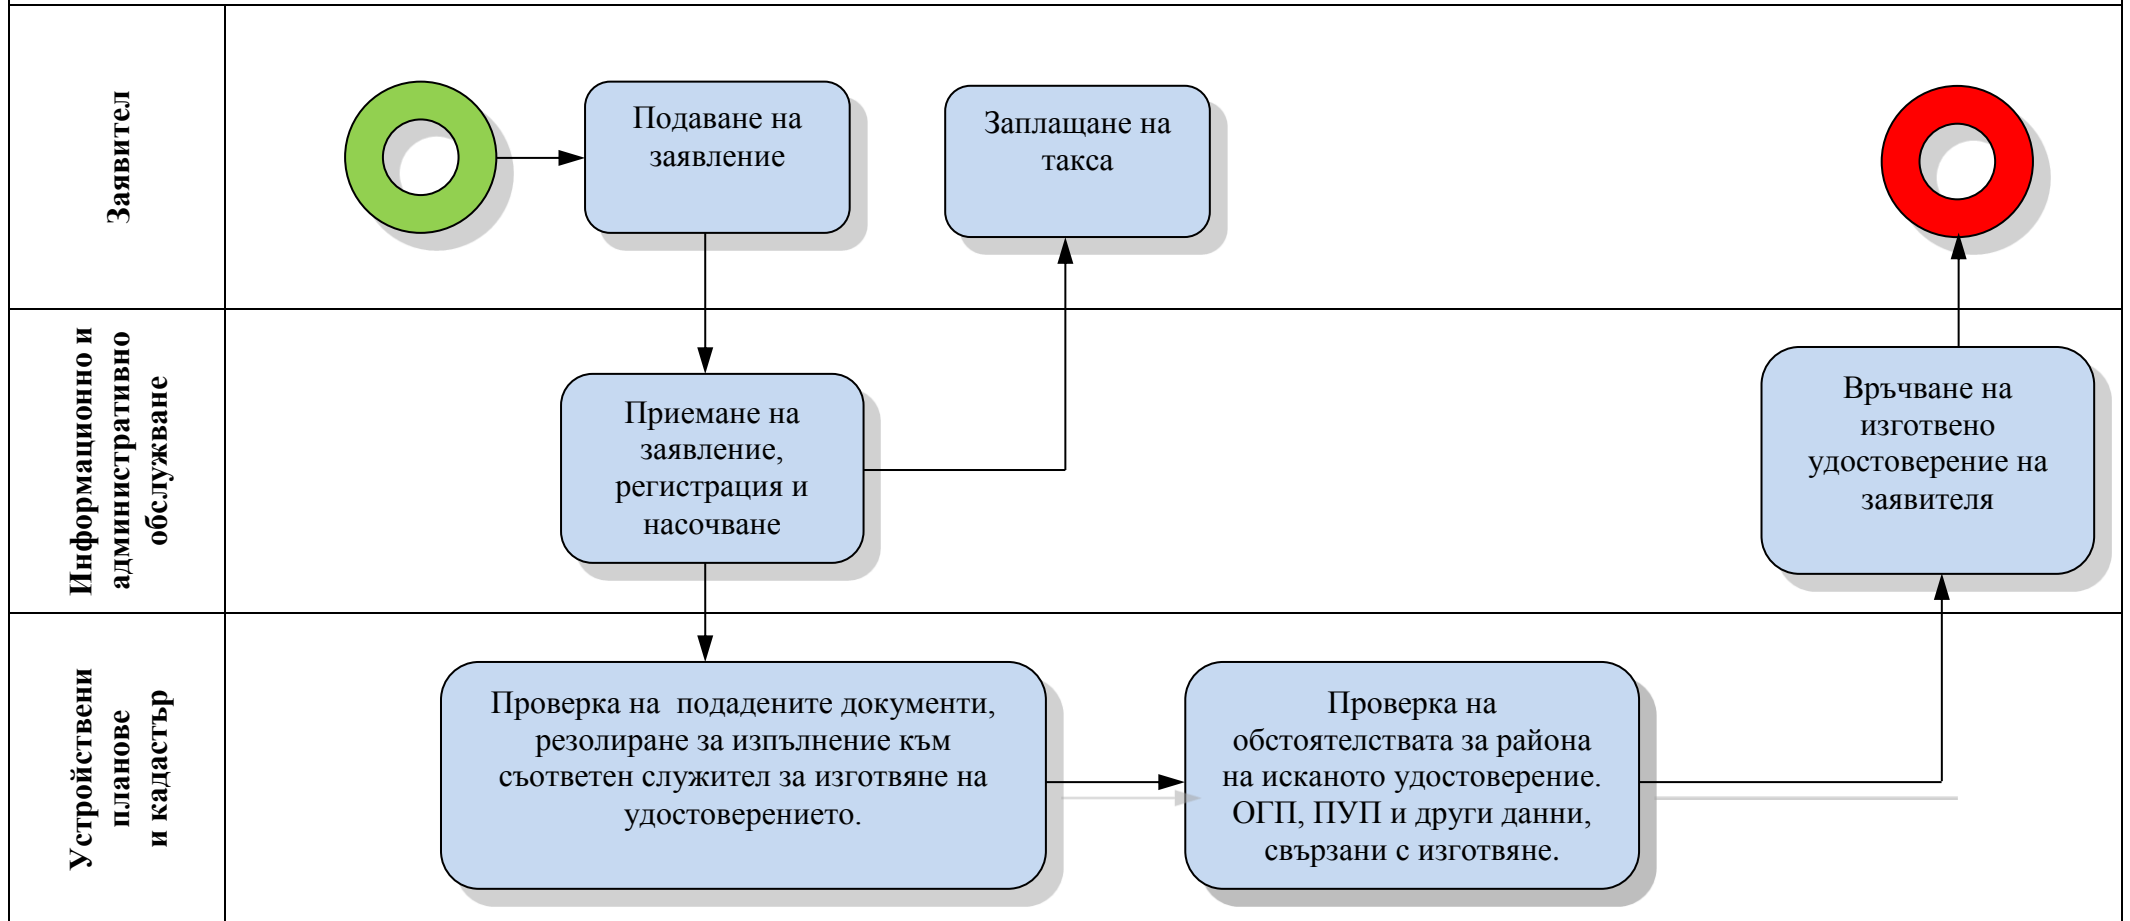 Заявител
Подаване на
заявление
Заплащане на
такса
Информационно и
административно
обслужване
Приемане на
заявление,
регистрация и
насочване
Връчване на
изготвено
удостоверение на
заявителя
Устройствени
планове
и кадастър
Проверка на  подадените документи,
резолиране за изпълнение към
съответен служител за изготвяне на
удостоверението.
Проверка на
обстоятелствата за района
на исканото удостоверение.
ОГП, ПУП и други данни,
свързани с изготвяне.